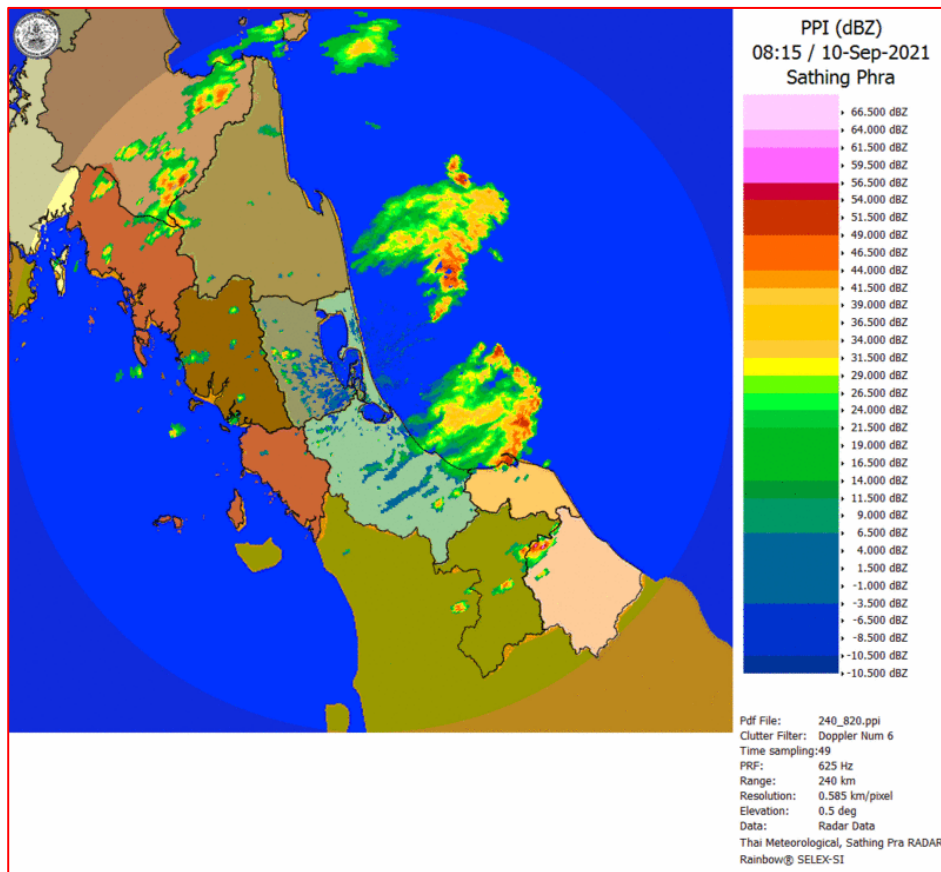 PPI (dBZ)
08:15 / 10-Sep-2021
Sathing Phra
66.500 dBZ
64.000 dBZ
61.500 dBZ
59.500 dBZ
56.500 dBZ
54.000 dBZ
51.500 dBZ
49.000 dBZ
46.500 dBZ
44.000 dBZ
41.500 dBZ
39.000 dBZ
36.500 dBZ
34.000 dBZ
31.500 dBZ
29.000 dBZ
26.500 dBZ
24.000 dBZ
21.500 dBZ
19.000 dBZ
16.500 dBZ
14.000 dBZ
11.500 dBZ
9.000 dBZ
6.500 dBZ
4.000 dBZ
1.500 dBZ
-1.000 dBZ
-3.500 dBZ
-6.500 dBZ
-8.500 dBZ
-10.500 dBZ
-10.500 dBZ
Pdf File: 240_820.ppi
Clutter Filter: Doppler Num 6
Time sampling:49
PRF: 625 Hz
Range: 240 km
Resolution: 0.585 km/pixel
Elevation: 0.5 deg
Data: Radar Data
Thai Meteorological, Sathing Pra RADAR
Rainbow® SELEX-SI